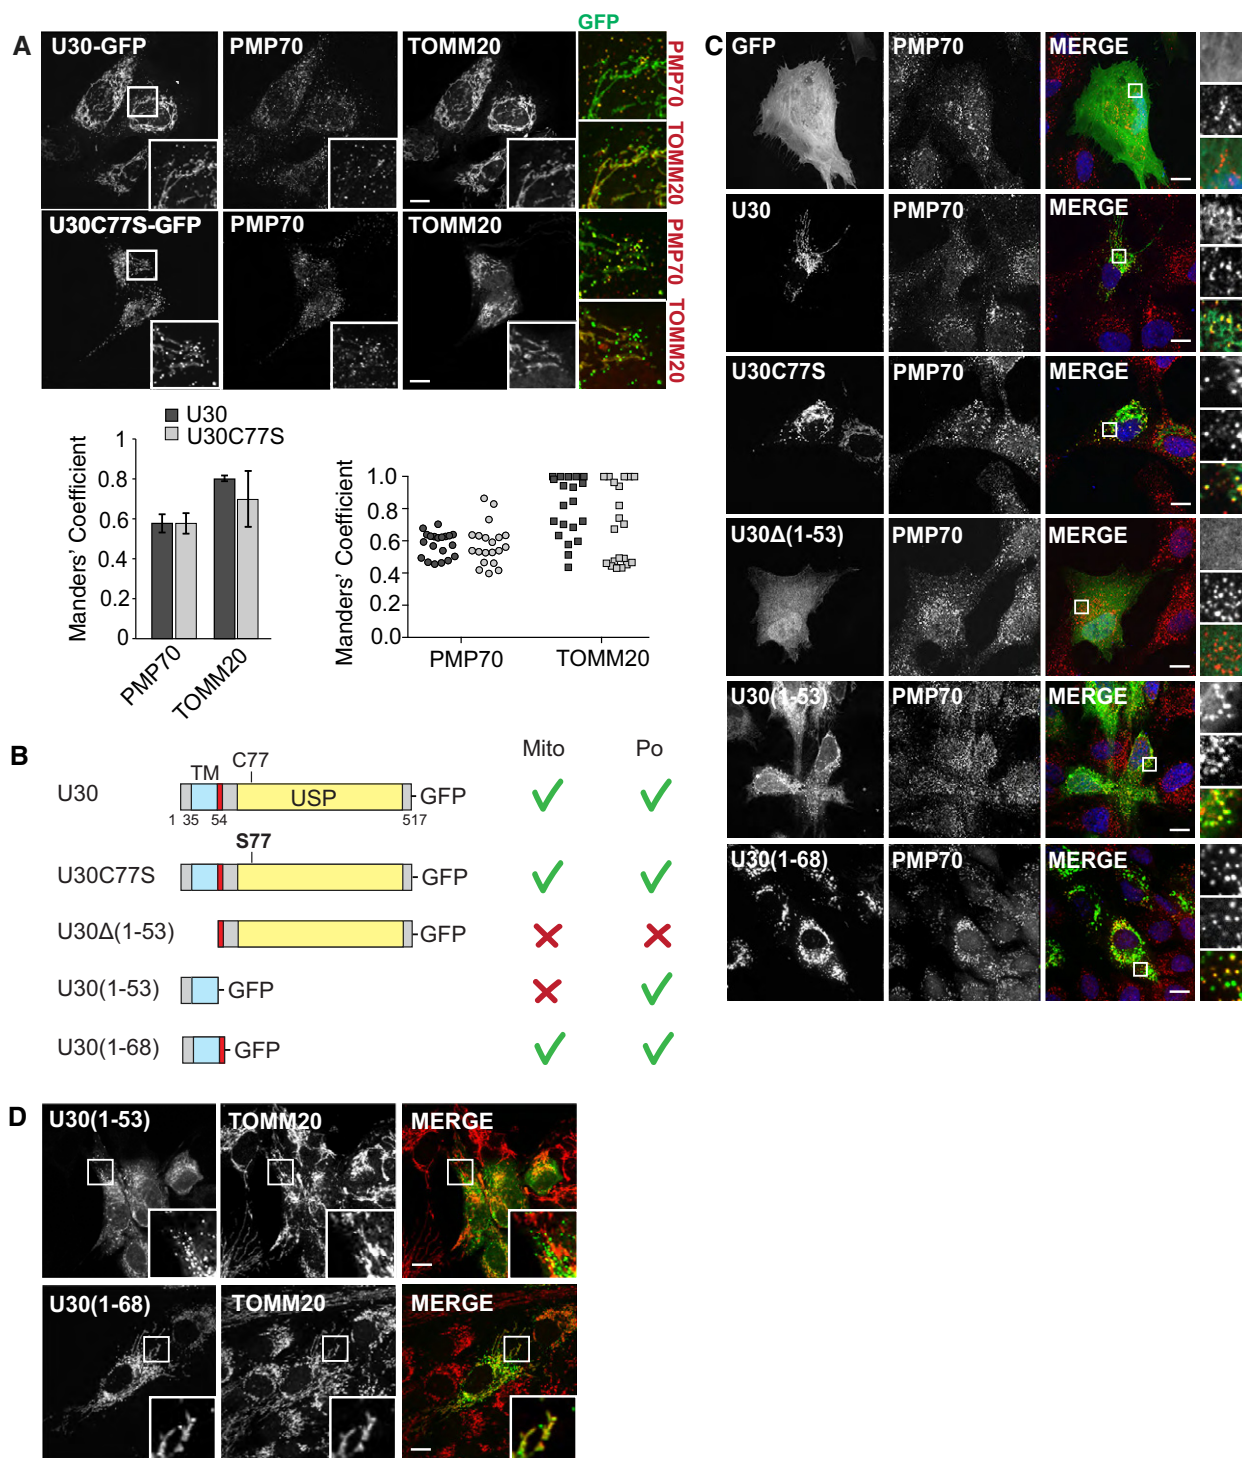 A
U30-GFP
PMP70
TOMM20
GFP
PMP70
TOMM20
U30C77S-GFP
PMP70
TOMM20
PMP70
TOMM20
U30
U30C77S
Manders' Coefficient
1
0.8
0.6
0.4
0.2
0
PMP70
TOMM20
Manders' Coefficient
1.0
0.8
0.6
0.4
0.2
0.0
PMP70
TOMM20
B
Mito
Po
C77
TM
U30
USP
GFP
1 35 54 517
S77
U30C77S
GFP
U30Δ(1-53)
GFP
U30(1-53)
GFP
U30(1-68)
GFP
C
GFP
PMP70
MERGE
U30
PMP70
MERGE
U30C77S
PMP70
MERGE
U30Δ(1-53)
PMP70
MERGE
U30(1-53)
PMP70
MERGE
U30(1-68)
PMP70
MERGE
D
U30(1-53)
TOMM20
MERGE
U30(1-68)
TOMM20
MERGE